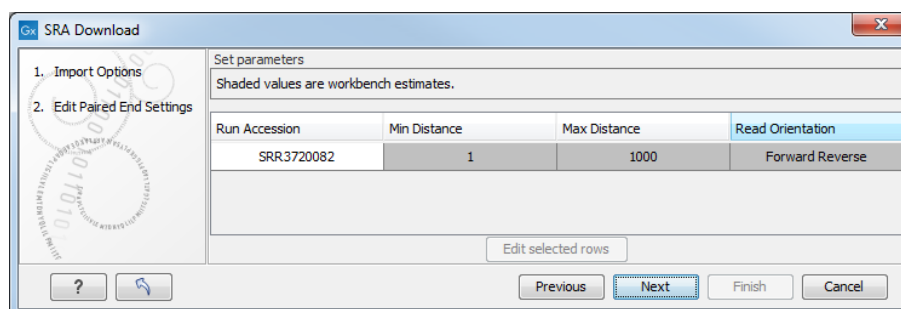 Gx SRA Download
1. Import Options
2. Edit Paired End Settings
Set parameters
Shaded values are workbench estimates.
Run Accession Min Distance Max Distance Read Orientation
SRR3720082 1 1000 Forward Reverse
Edit selected rows
? Previous Next Finish Cancel